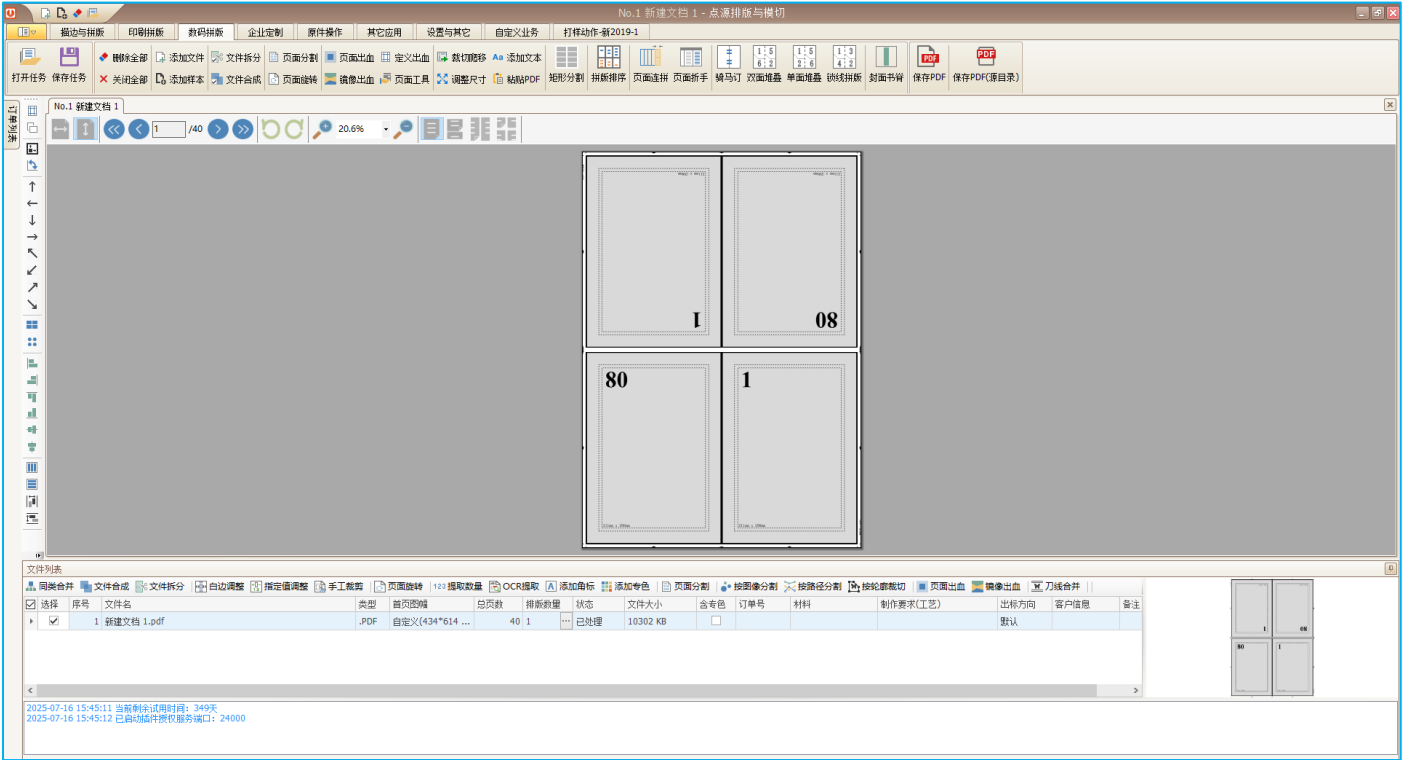 No.1 新建文档 1 - 点源排版与模切
描边与拼版 印刷拼版 数码拼版 企业定制 原件操作 其它应用 设置与其它 自定义业务 打样动作-新2019-1
删除全部 添加文件 文件拆分 页面分割 页面出血 定义出血 裁切爬移 Aa 添加文本
打开任务 保存任务 关闭全部 添加样本 文件合成 页面旋转 镜像出血 页面工具 调整尺寸 粘贴PDF 矩形分割 拼版排序 页面连拼 页面折手 骑马订 双面堆叠 单面堆叠 锁线拼版 封面书脊 保存PDF 保存PDF(原目录)
订单列表
No.1 新建文档 1
1 /40 20.6%
1 80
80 1
文件列表
同类合并 文件合成 文件拆分 白边调整 指定值调整 手工裁剪 页面旋转 123 提取数量 OCR提取 A 添加角标 添加专色 页面分割 按图像分割 按路径分割 按轮廓裁切 页面出血 镜像出血 刀线合并
选择 序号 文件名 类型 首页图幅 总页数 排版数量 状态 文件大小 含专色 订单号 材料 制作要求(工艺) 出标方向 客户信息 备注
1 新建文档 1.pdf .PDF 自定义(434*614 ... 40 1 ... 已处理 10302 KB 默认
1 80
80 1
2025-07-16 15:45:11 当前剩余试用时间：349天
2025-07-16 15:45:12 已启动插件授权服务端口：24000